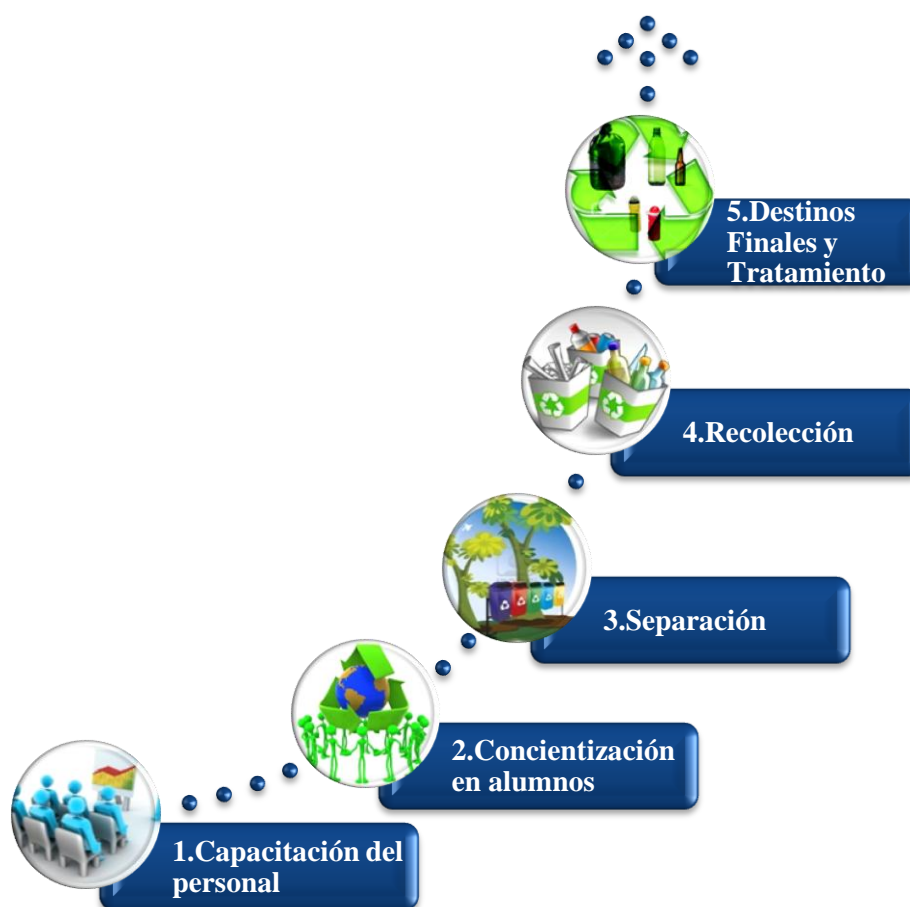 5.Destinos
Finales y
Tratamiento
4.Recolección
3.Separación
2.Concientización
en alumnos
1.Capacitación del
personal